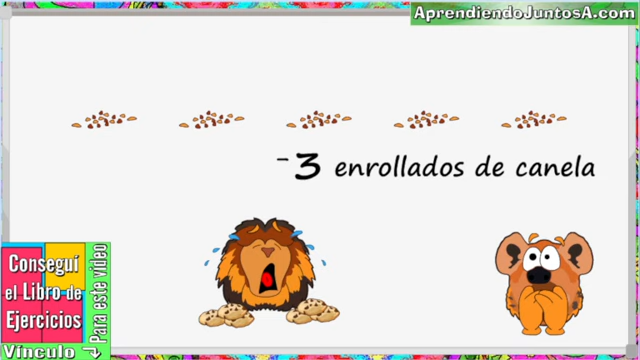 AprendiendoJuntosA.com
-3 enrollados de canela
Conseguí
el Libro de
Ejercicios
Vínculo
Para este video